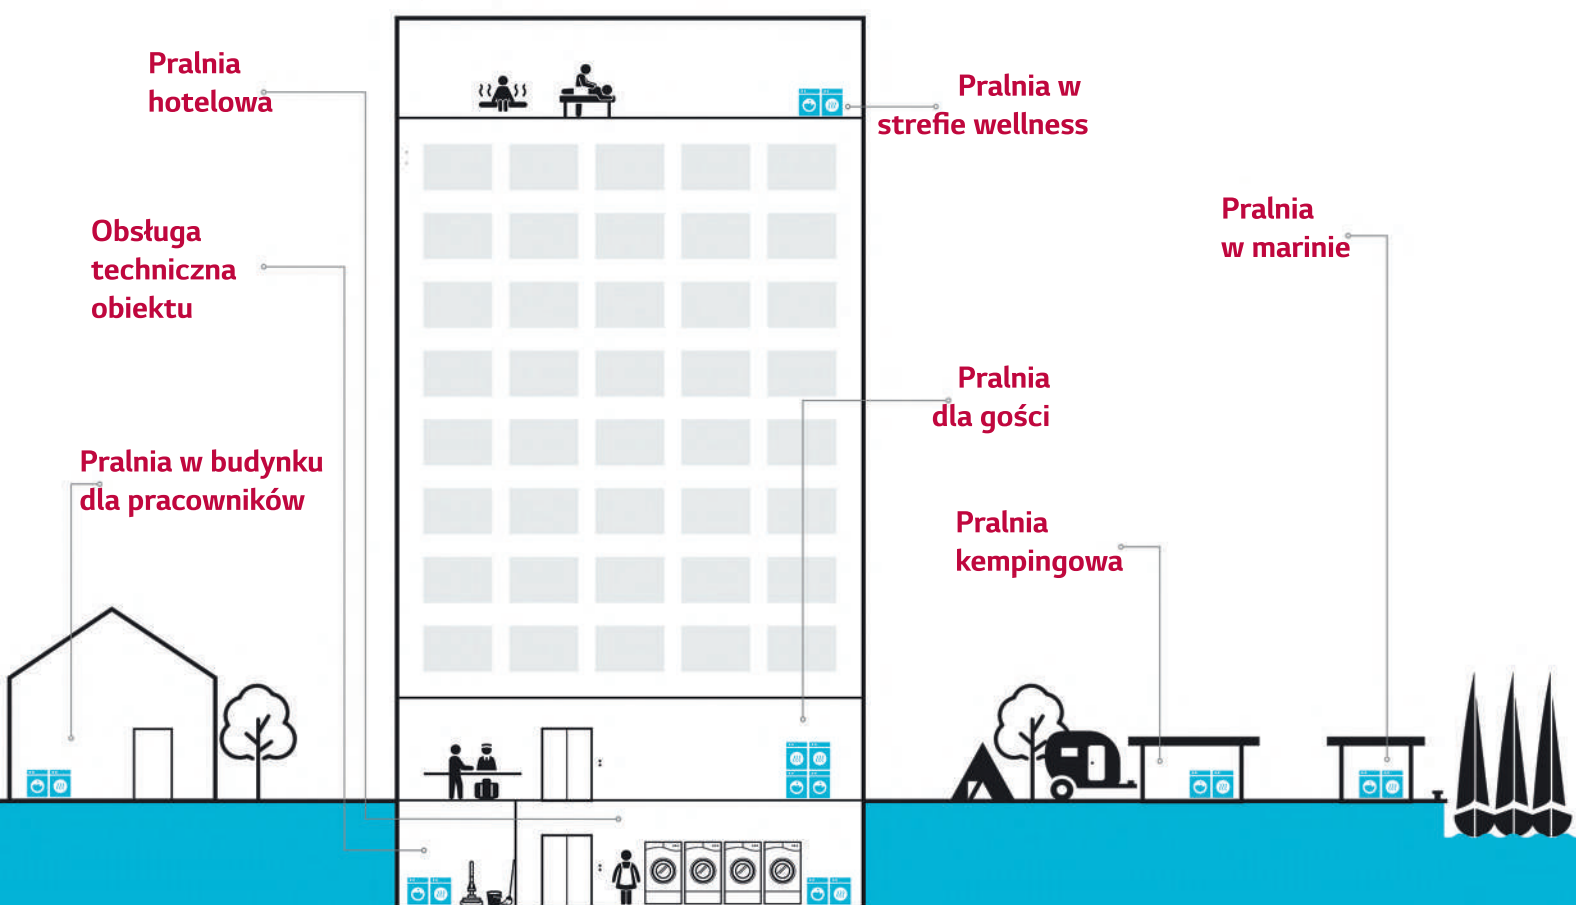 Pralnia
hotelowa
Pralnia w
strefie wellness
Obsługa
techniczna
obiektu
Pralnia
w marinie
Pralnia
dla gości
Pralnia w budynku
dla pracowników
Pralnia
kempingowa